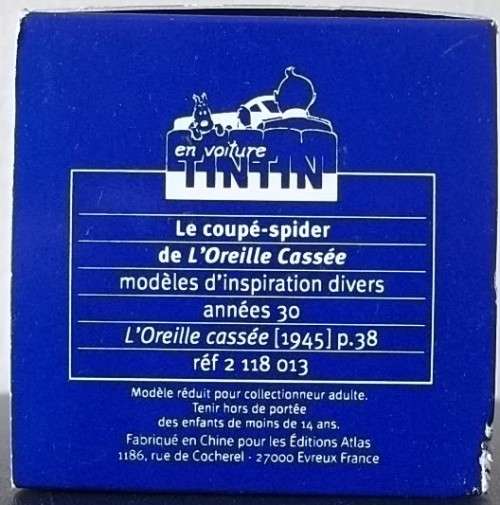 en voiture
TINTIN
Le coupé-spider
de L'Oreille Cassée
modèles d'inspiration divers
années 30
L'Oreille cassée [1945] p.38
réf 2 118 013
Modèle réduit pour collectionneur adulte.
Tenir hors de portée
des enfants de moins de 14 ans.
Fabriqué en Chine pour les Éditions Atlas
1186, rue de Cocherel - 27000 Evreux France